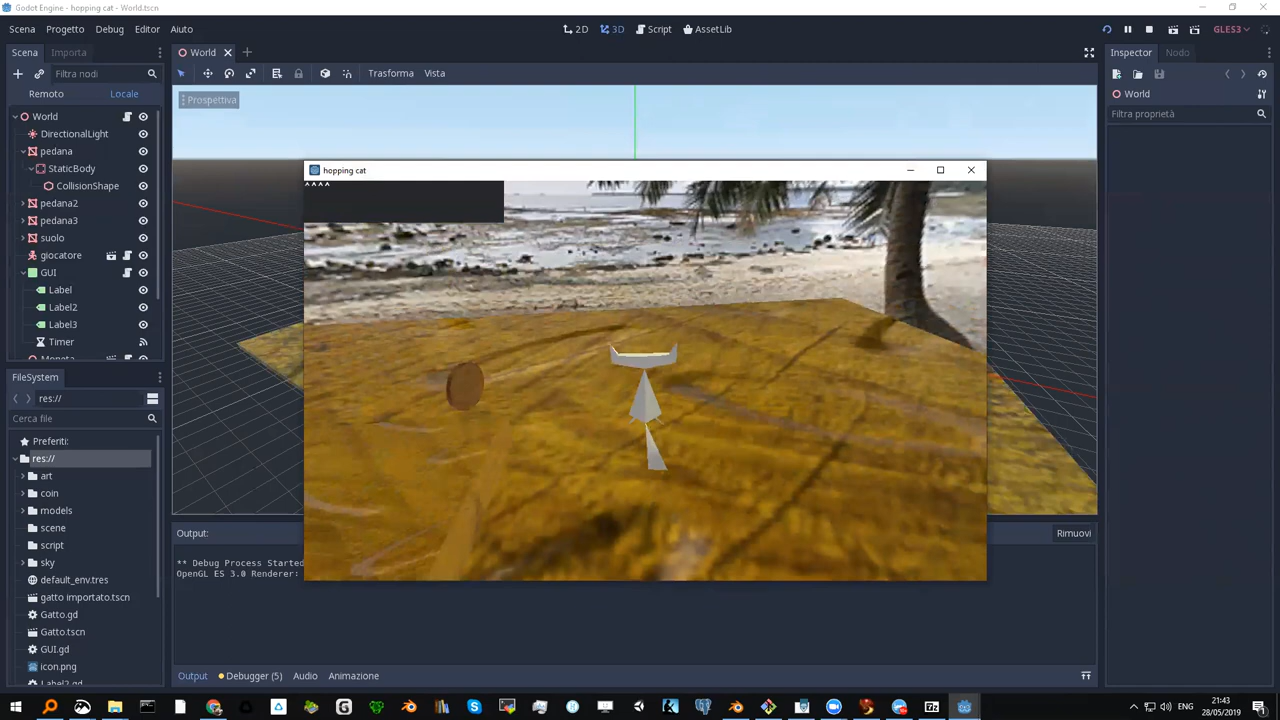 Godot Engine - hopping cat - World.tscn
Scena Progetto Debug Editor Aiuto
2D 3D Script AssetLib
GLES3
Scena Importa
World
Inspector Nodo
Filtra nodi
Trasforma Vista
Remoto Locale
World
Prospettiva
Filtra proprietà
World
DirectionalLight
pedana
StaticBody
CollisionShape
pedana2
pedana3
suolo
giocatore
GUI
Label
Label2
Label3
Timer
Moneta
hopping cat
^^^^
FileSystem
res://
Cerca file
Preferiti:
res://
art
coin
models
scene
script
sky
default_env.tres
gatto importato.tscn
Gatto.gd
Gatto.tscn
GUI.gd
icon.png
Label2.gd
Output:
Rimuovi
** Debug Process Started
OpenGL ES 3.0 Renderer:
Output Debugger (5) Audio Animazione
ENG
21:43
28/05/2019